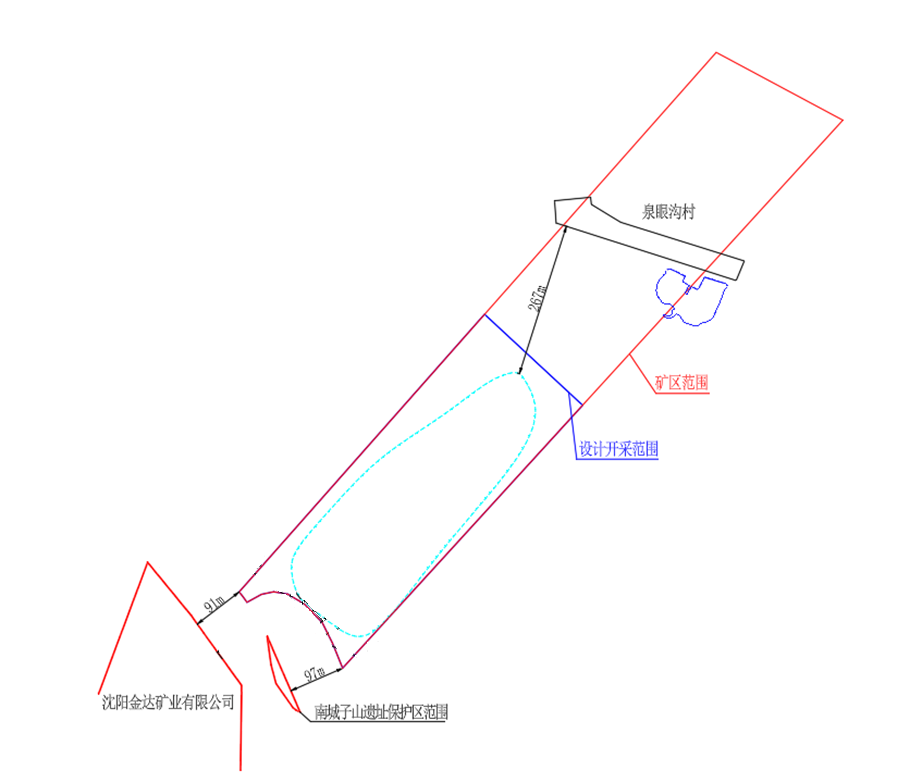 泉眼沟村
267m
矿区范围
设计开采范围
91m
97m
沈阳金达矿业有限公司
南城子山遗址保护区范围